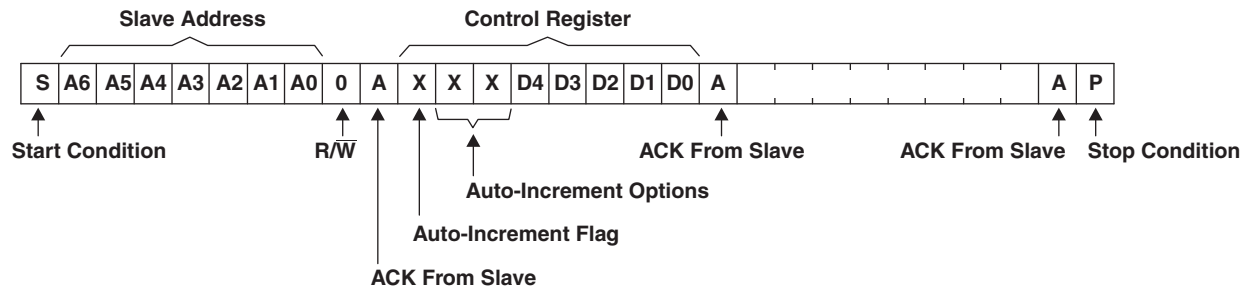 Slave Address Control Register
S A6 A5 A4 A3 A2 A1 A0 0 A X X X D4 D3 D2 D1 D0 A A P
Start Condition R/W̅ ACK From Slave ACK From Slave Stop Condition
Auto-Increment Options
Auto-Increment Flag
ACK From Slave